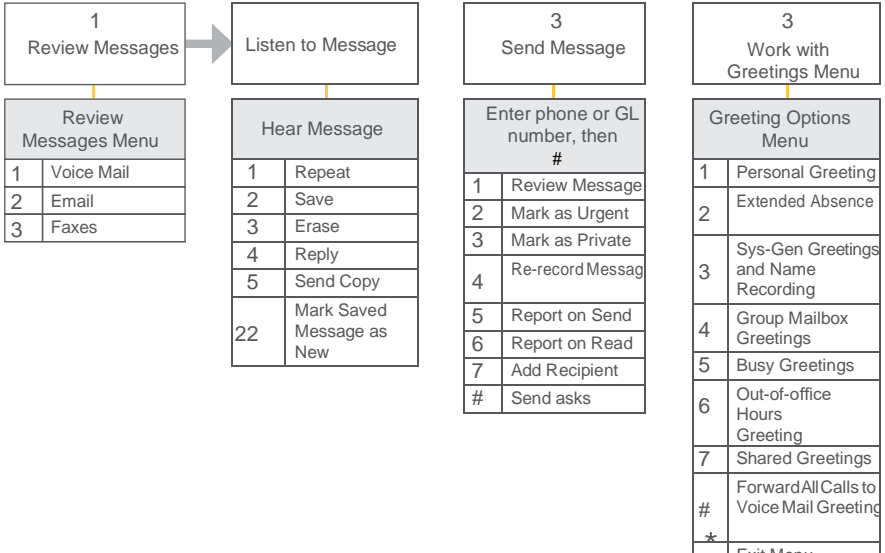 1
Review Messages
Review
Messages Menu
1 Voice Mail
2 Email
3 Faxes
Listen to Message
Hear Message
1 Repeat
2 Save
3 Erase
4 Reply
5 Send Copy
22 Mark Saved
Message as
New
3
Send Message
Enter phone or GL
number, then
#
1 Review Message
2 Mark as Urgent
3 Mark as Private
4 Re-record Messag
5 Report on Send
6 Report on Read
7 Add Recipient
# Send asks
3
Work with
Greetings Menu
Greeting Options
Menu
1 Personal Greeting
2 Extended Absence
3 Sys-Gen Greetings
and Name
Recording
4 Group Mailbox
Greetings
5 Busy Greetings
6 Out-of-office
Hours
Greeting
7 Shared Greetings
# Forward All Calls to
Voice Mail Greeting
*
Exit Menu